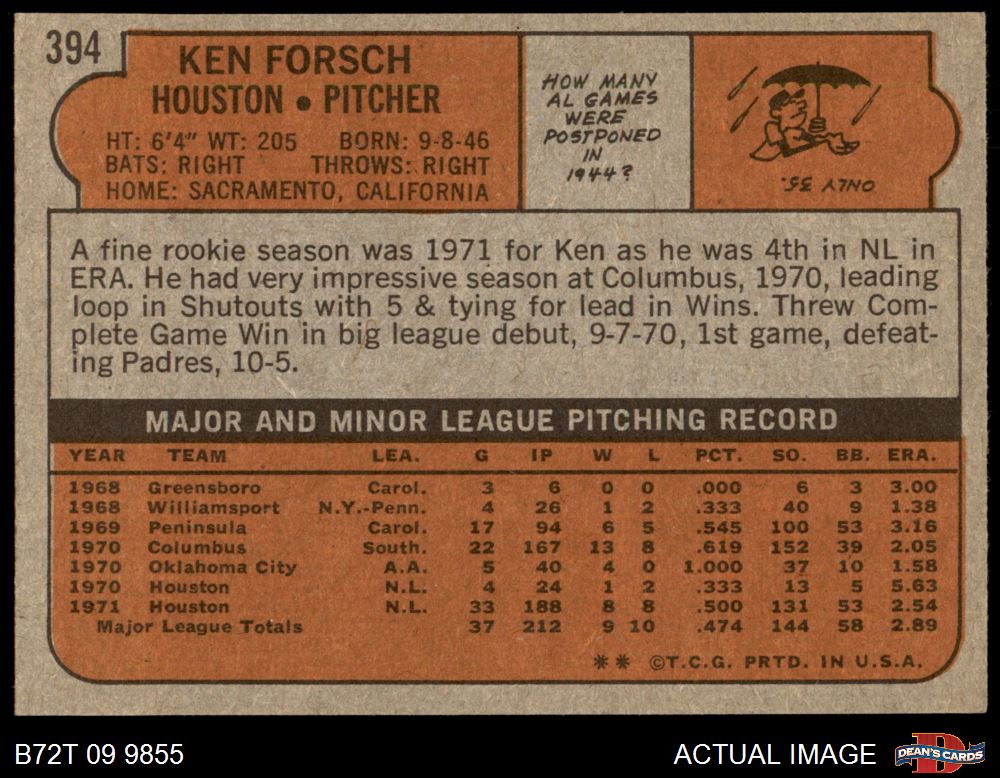 394
KEN FORSCH
HOUSTON • PITCHER
HT: 6'4" WT: 205 BORN: 9-8-46
BATS: RIGHT THROWS: RIGHT
HOME: SACRAMENTO, CALIFORNIA
HOW MANY
AL GAMES
WERE
POSTPONED
IN
1944?
ONLY 35.
A fine rookie season was 1971 for Ken as he was 4th in NL in
ERA. He had very impressive season at Columbus, 1970, leading
loop in Shutouts with 5 & tying for lead in Wins. Threw Com-
plete Game Win in big league debut, 9-7-70, 1st game, defeat-
ing Padres, 10-5.
MAJOR AND MINOR LEAGUE PITCHING RECORD
YEAR TEAM LEA. G IP W L PCT. SO. BB. ERA.
1968 Greensboro Carol. 3 6 0 0 .000 6 3 3.00
1968 Williamsport N.Y.-Penn. 4 26 1 2 .333 40 9 1.38
1969 Peninsula Carol. 17 94 6 5 .545 100 53 3.16
1970 Columbus South. 22 167 13 8 .619 152 39 2.05
1970 Oklahoma City A.A. 5 40 4 0 1.000 37 10 1.58
1970 Houston N.L. 4 24 1 2 .333 13 5 5.63
1971 Houston N.L. 33 188 8 8 .500 131 53 2.54
Major League Totals 37 212 9 10 .474 144 58 2.89
** ©T.C.G. PRTD. IN U.S.A.
B72T 09 9855
ACTUAL IMAGE
DEAN'S CARDS